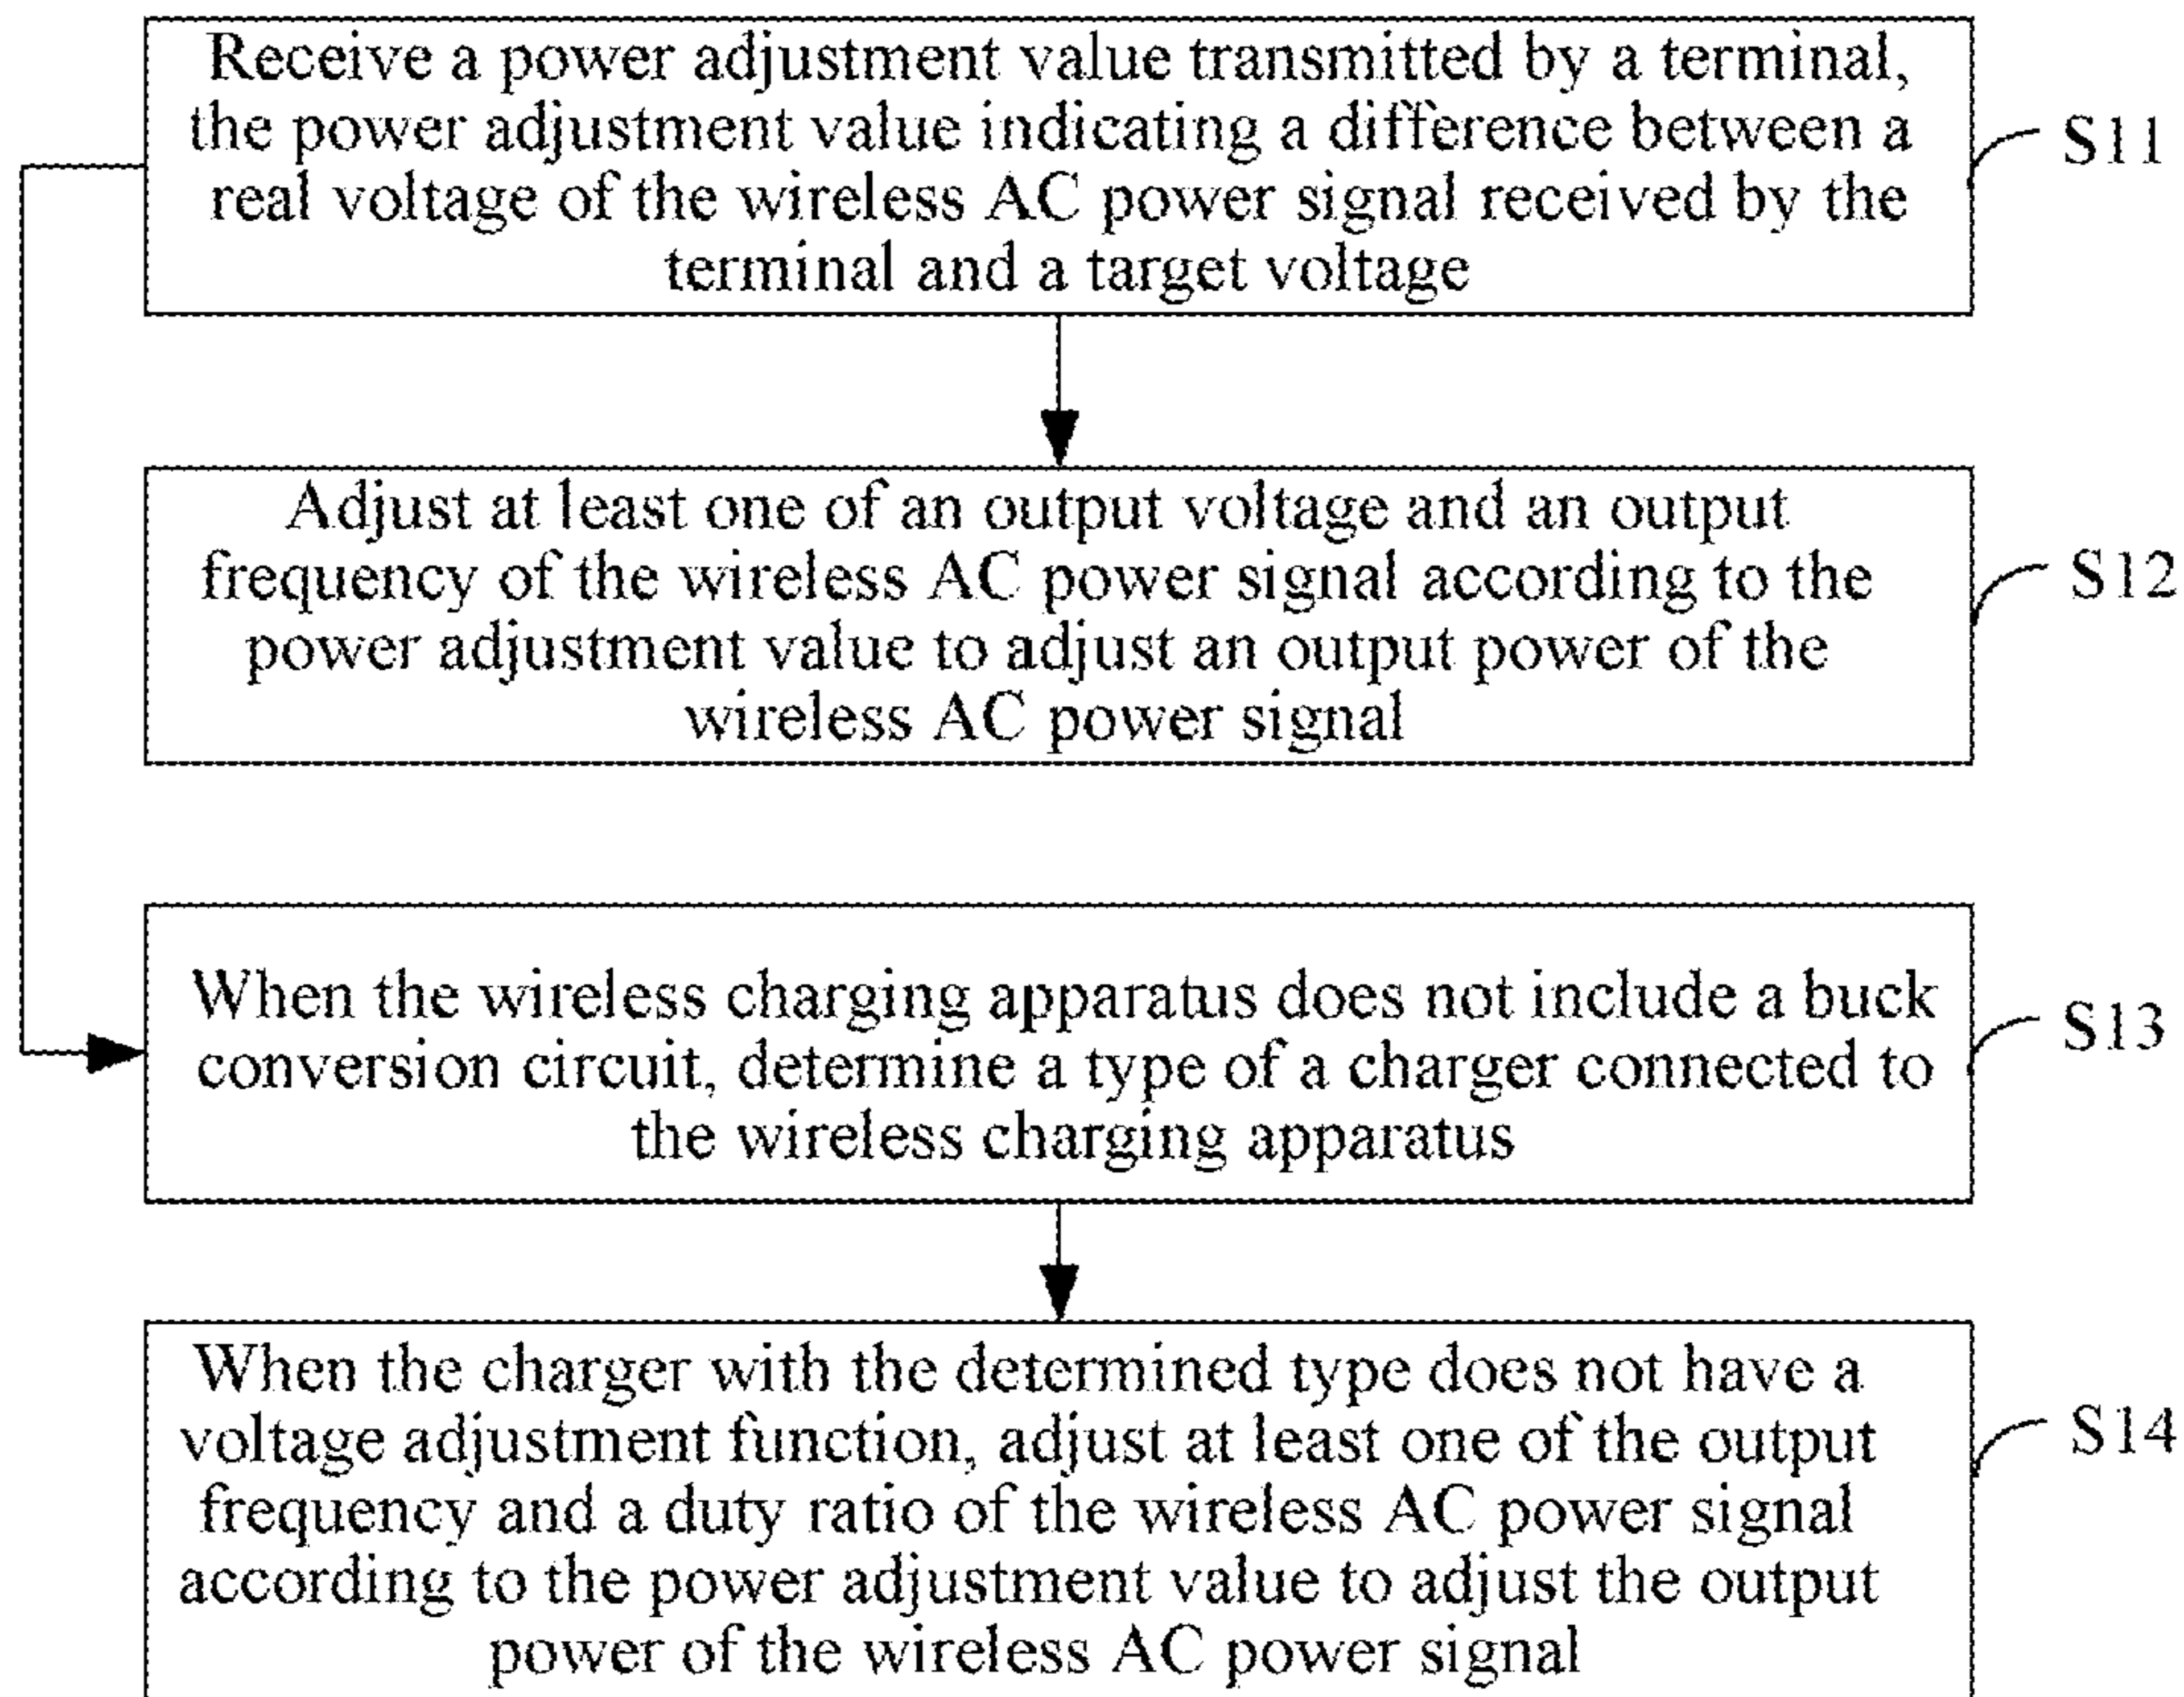 Receive a power adjustment value transmitted by a terminal,
the power adjustment value indicating a difference between a
real voltage of the wireless AC power signal received by the
terminal and a target voltage
S11
Adjust at least one of an output voltage and an output
frequency of the wireless AC power signal according to the
power adjustment value to adjust an output power of the
wireless AC power signal
S12
When the wireless charging apparatus does not include a buck
conversion circuit, determine a type of a charger connected to
the wireless charging apparatus
S13
When the charger with the determined type does not have a
voltage adjustment function, adjust at least one of the output
frequency and a duty ratio of the wireless AC power signal
according to the power adjustment value to adjust the output
power of the wireless AC power signal
S14